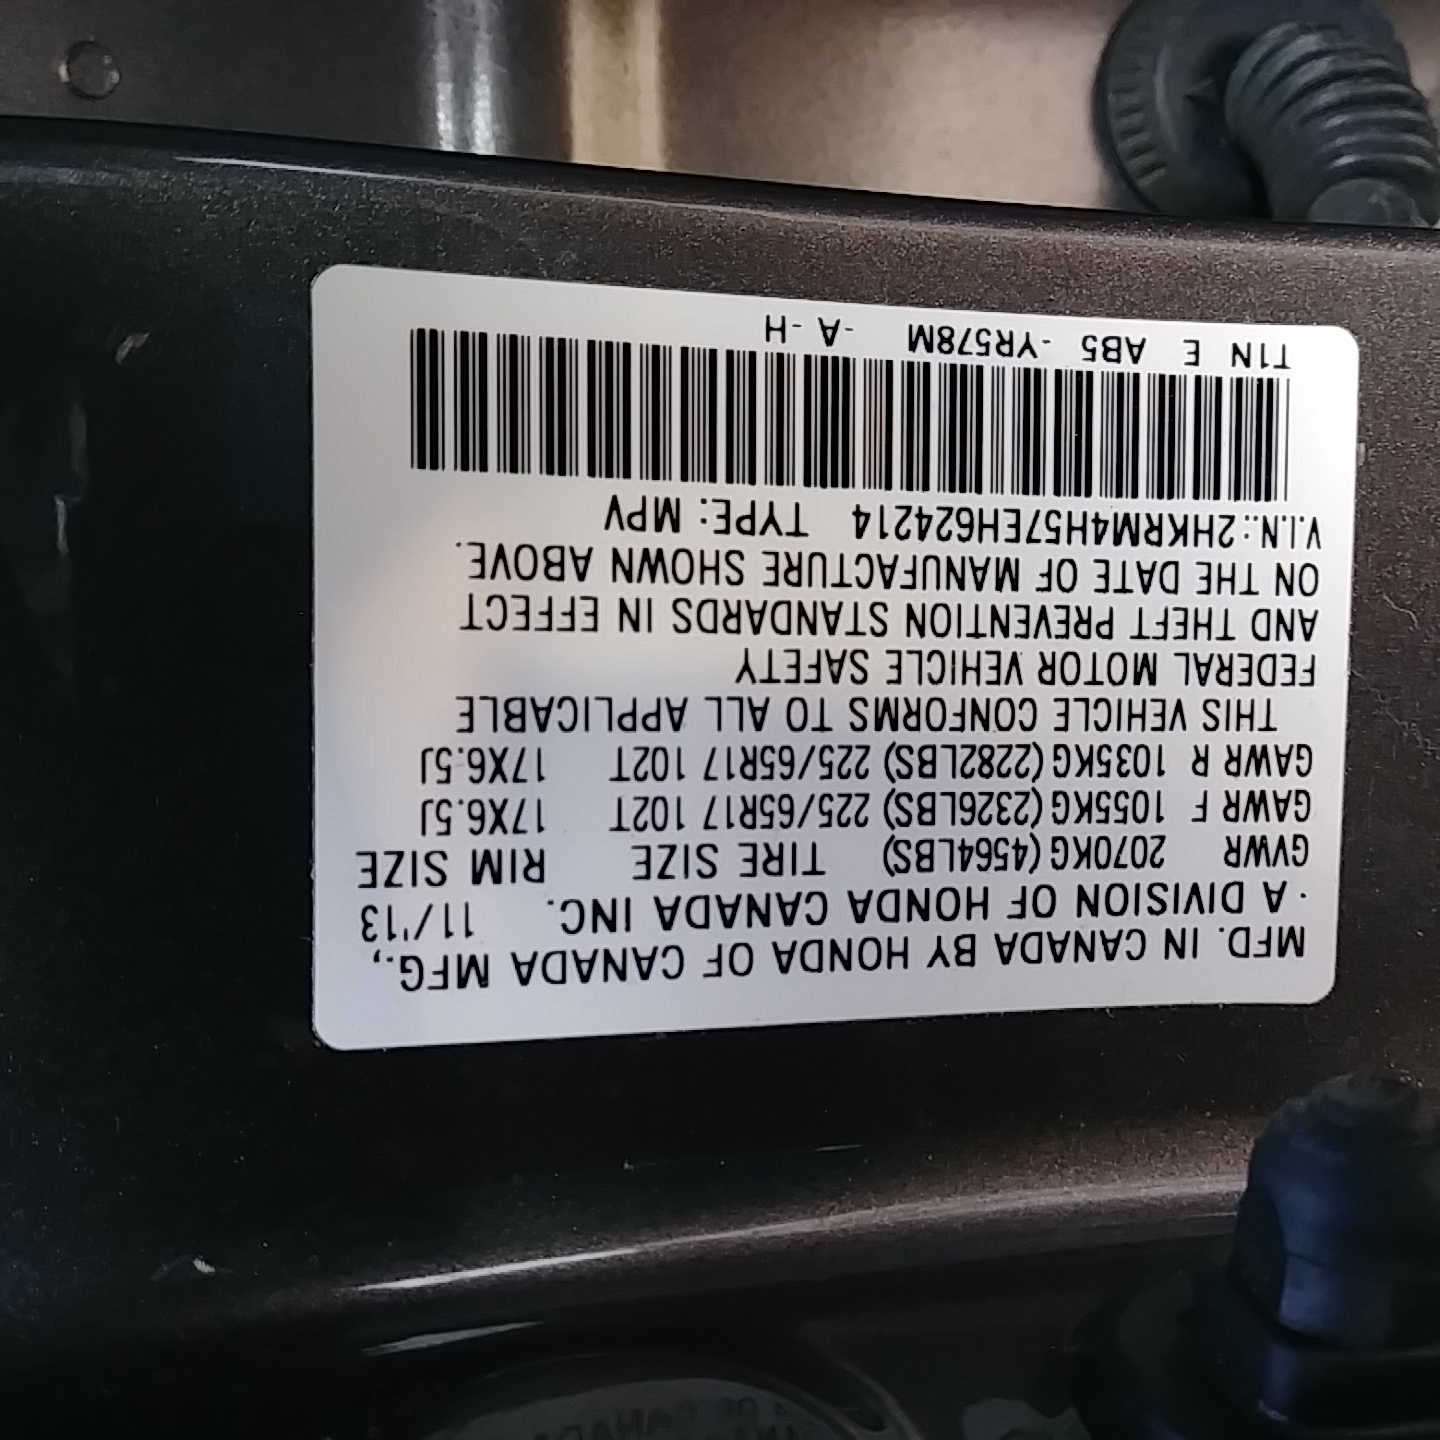 MFD. IN CANADA BY HONDA OF CANADA MFG.,
· A DIVISION OF HONDA CANADA INC. 11/'13
GVWR 2070KG (4564LBS) TIRE SIZE RIM SIZE
GAWR F 1055KG (2326LBS) 225/65R17 102T 17X6.5J
GAWR R 1035KG (2282LBS) 225/65R17 102T 17X6.5J
THIS VEHICLE CONFORMS TO ALL APPLICABLE
FEDERAL MOTOR VEHICLE SAFETY
AND THEFT PREVENTION STANDARDS IN EFFECT
ON THE DATE OF MANUFACTURE SHOWN ABOVE.
V.I.N.: 2HKRM4H57EH624214 TYPE: MPV
T1N E AB5 -YR578M -A -H